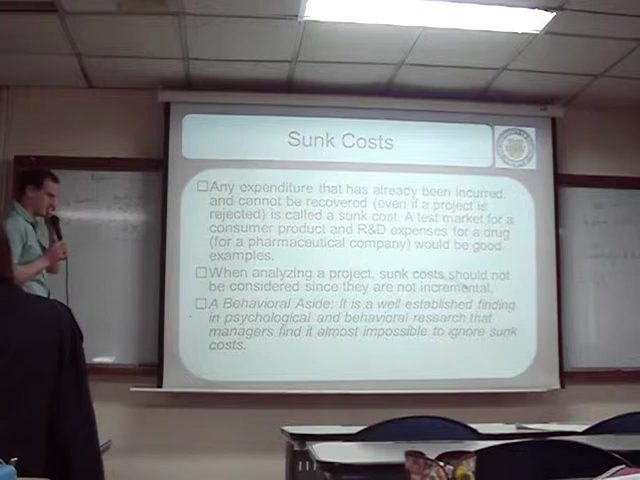 Sunk Costs
Any expenditure that has already been incurred
and cannot be recovered (even if a project is
rejected) is called a sunk cost. A test market for a
consumer product and R&D expenses for a drug
(for a pharmaceutical company) would be good
examples.
When analyzing a project, sunk costs should not
be considered since they are not incremental.
A Behavioral Aside: It is a well established finding
in psychological and behavioral research that
managers find it almost impossible to ignore sunk
costs.